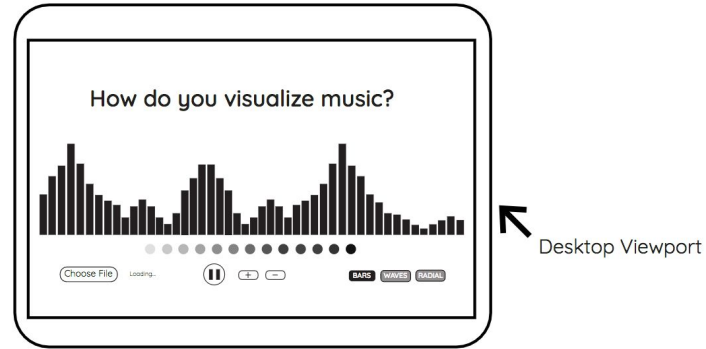 How do you visualize music?
Desktop Viewport
Choose File Loading... + − BARS WAVES RADIAL